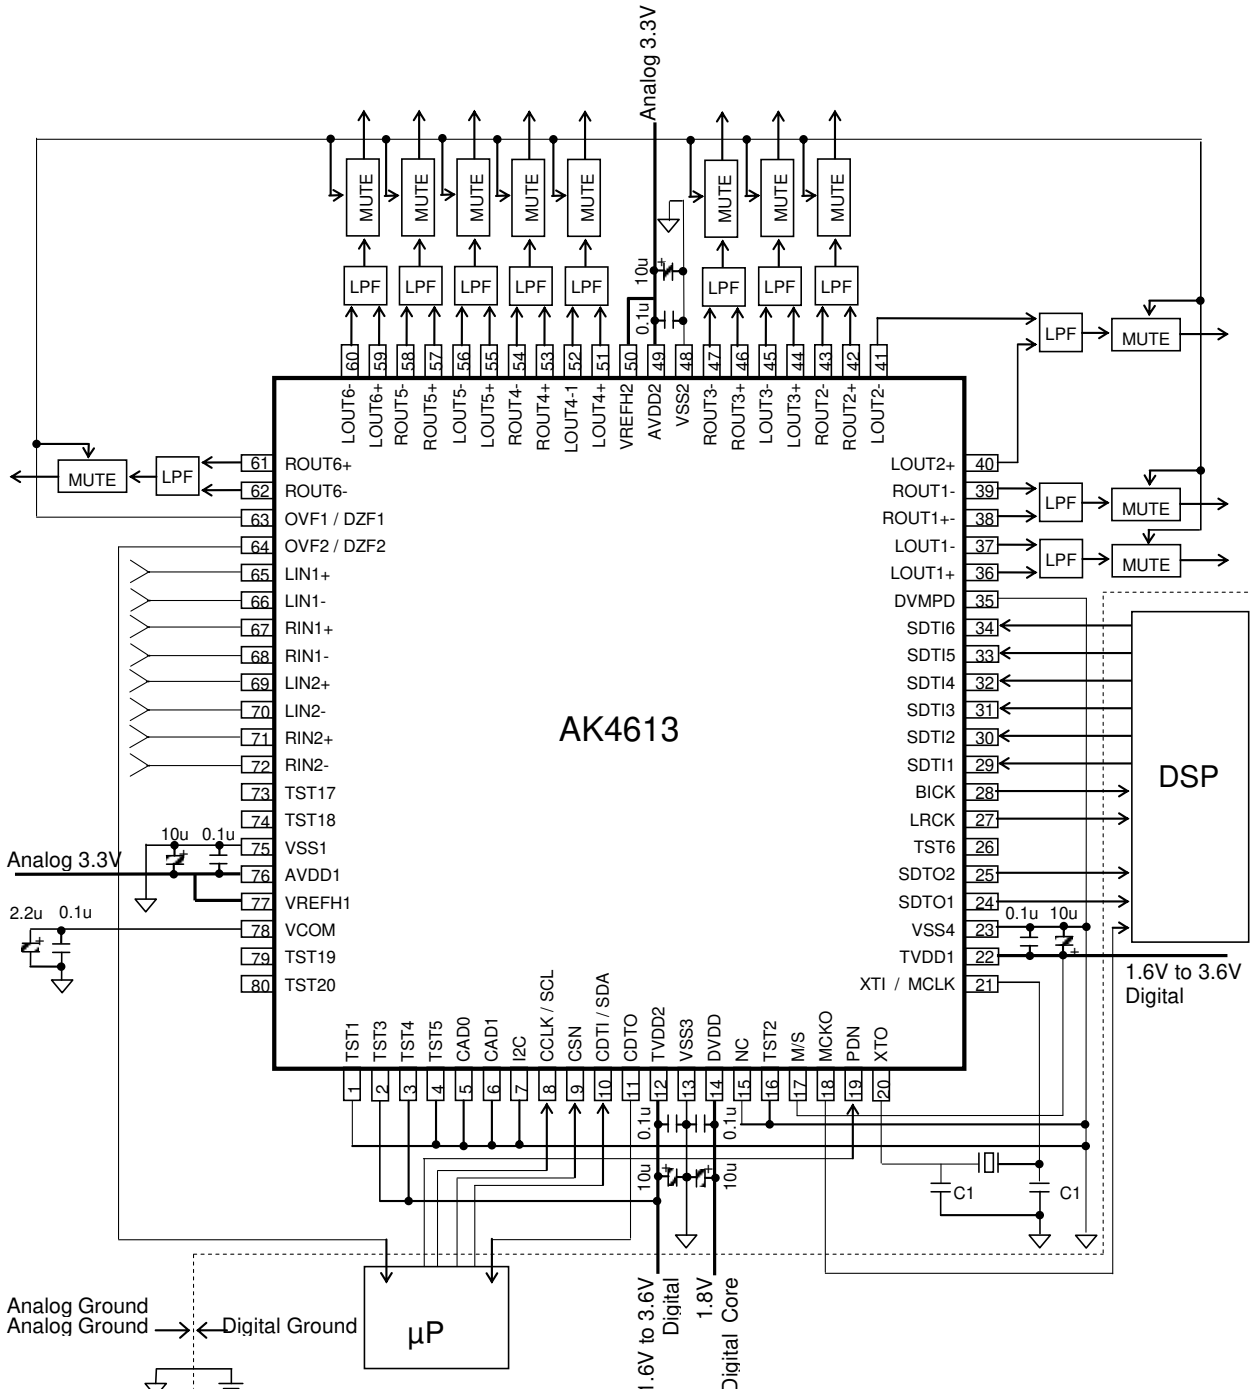 Analog 3.3V
MUTE MUTE MUTE MUTE MUTE MUTE MUTE MUTE
10u
LPF LPF LPF LPF LPF LPF LPF LPF
0.1u
LPF MUTE
60 59 58 57 56 55 54 53 52 51 50 49 48 47 46 45 44 43 42 41
LOUT6- LOUT6+ ROUT5- ROUT5+ LOUT5- LOUT5+ ROUT4- ROUT4+ LOUT4-1 LOUT4+ VREFH2 AVDD2 VSS2 ROUT3- ROUT3+ LOUT3- LOUT3+ ROUT2- ROUT2+ LOUT2-
MUTE LPF 61 ROUT6+
62 ROUT6-
63 OVF1 / DZF1
64 OVF2 / DZF2
65 LIN1+
66 LIN1-
67 RIN1+
68 RIN1-
69 LIN2+
70 LIN2-
71 RIN2+
72 RIN2-
73 TST17
74 TST18
10u 0.1u 75 VSS1
Analog 3.3V 76 AVDD1
77 VREFH1
2.2u 0.1u 78 VCOM
79 TST19
80 TST20
AK4613
LOUT2+ 40
ROUT1- 39 LPF MUTE
ROUT1+- 38
LOUT1- 37 LPF MUTE
LOUT1+ 36
DVMPD 35
SDTI6 34
SDTI5 33
SDTI4 32
SDTI3 31
SDTI2 30
SDTI1 29
BICK 28
LRCK 27
TST6 26
SDTO2 25
SDTO1 24
VSS4 23
0.1u 10u
TVDD1 22
XTI / MCLK 21
DSP
1.6V to 3.6V
Digital
TST1 TST3 TST4 TST5 CAD0 CAD1 I2C CCLK / SCL CSN CDTI / SDA CDTO TVDD2 VSS3 DVDD NC TST2 M/S MCKO PDN XTO
1 2 3 4 5 6 7 8 9 10 11 12 13 14 15 16 17 18 19 20
0.1u 0.1u
10u 10u
C1 C1
1.6V to 3.6V
Digital
1.8V
Digital Core
µP
Analog Ground
Analog Ground Digital Ground